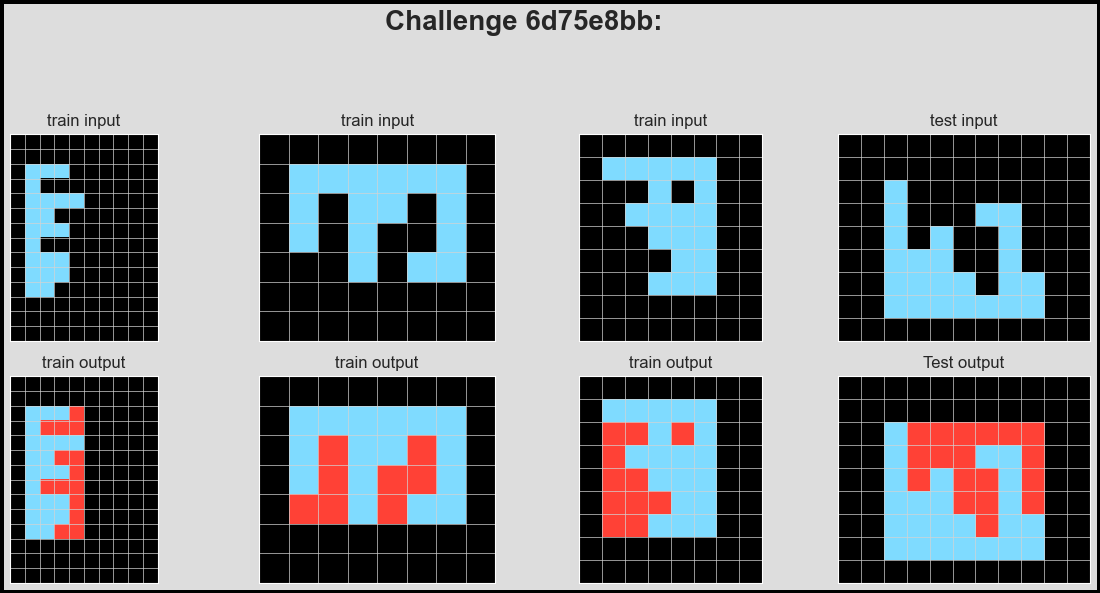 Challenge 6d75e8bb:
train input
train input
train input
test input
train output
train output
train output
Test output